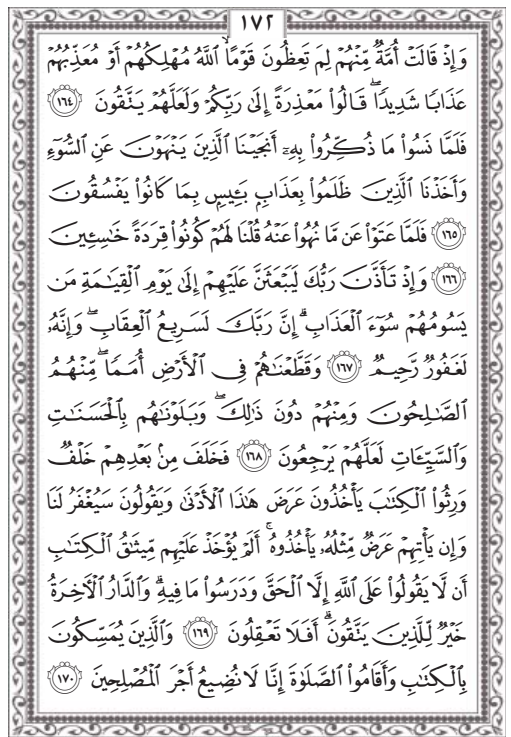 ١٧٢
وَإِذْ قَالَتْ أُمَّةٌ مِّنْهُمْ لِمَ تَعِظُونَ قَوْمًا ۙ ٱللَّهُ مُهْلِكُهُمْ أَوْ مُعَذِّبُهُمْ
عَذَابًا شَدِيدًا ۖ قَالُوا۟ مَعْذِرَةً إِلَىٰ رَبِّكُمْ وَلَعَلَّهُمْ يَتَّقُونَ ١٦٤
فَلَمَّا نَسُوا۟ مَا ذُكِّرُوا۟ بِهِۦٓ أَنجَيْنَا ٱلَّذِينَ يَنْهَوْنَ عَنِ ٱلسُّوٓءِ
وَأَخَذْنَا ٱلَّذِينَ ظَلَمُوا۟ بِعَذَابٍۭ بَـِٔيسٍۭ بِمَا كَانُوا۟ يَفْسُقُونَ
١٦٥ فَلَمَّا عَتَوْا۟ عَن مَّا نُهُوا۟ عَنْهُ قُلْنَا لَهُمْ كُونُوا۟ قِرَدَةً خَـٰسِـِٔينَ
١٦٦ وَإِذْ تَأَذَّنَ رَبُّكَ لَيَبْعَثَنَّ عَلَيْهِمْ إِلَىٰ يَوْمِ ٱلْقِيَـٰمَةِ مَن
يَسُومُهُمْ سُوٓءَ ٱلْعَذَابِ ۗ إِنَّ رَبَّكَ لَسَرِيعُ ٱلْعِقَابِ ۖ وَإِنَّهُۥ
لَغَفُورٌ رَّحِيمٌ ١٦٧ وَقَطَّعْنَـٰهُمْ فِى ٱلْأَرْضِ أُمَمًا ۖ مِّنْهُمُ
ٱلصَّـٰلِحُونَ وَمِنْهُمْ دُونَ ذَٰلِكَ ۖ وَبَلَوْنَـٰهُم بِٱلْحَسَنَـٰتِ
وَٱلسَّيِّـَٔاتِ لَعَلَّهُمْ يَرْجِعُونَ ١٦٨ فَخَلَفَ مِنۢ بَعْدِهِمْ خَلْفٌ
وَرِثُوا۟ ٱلْكِتَـٰبَ يَأْخُذُونَ عَرَضَ هَـٰذَا ٱلْأَدْنَىٰ وَيَقُولُونَ سَيُغْفَرُ لَنَا
وَإِن يَأْتِهِمْ عَرَضٌ مِّثْلُهُۥ يَأْخُذُوهُ ۚ أَلَمْ يُؤْخَذْ عَلَيْهِم مِّيثَـٰقُ ٱلْكِتَـٰبِ
أَن لَّا يَقُولُوا۟ عَلَى ٱللَّهِ إِلَّا ٱلْحَقَّ وَدَرَسُوا۟ مَا فِيهِ ۗ وَٱلدَّارُ ٱلْـَٔاخِرَةُ
خَيْرٌ لِّلَّذِينَ يَتَّقُونَ ۗ أَفَلَا تَعْقِلُونَ ١٦٩ وَٱلَّذِينَ يُمَسِّكُونَ
بِٱلْكِتَـٰبِ وَأَقَامُوا۟ ٱلصَّلَوٰةَ إِنَّا لَا نُضِيعُ أَجْرَ ٱلْمُصْلِحِينَ ١٧٠